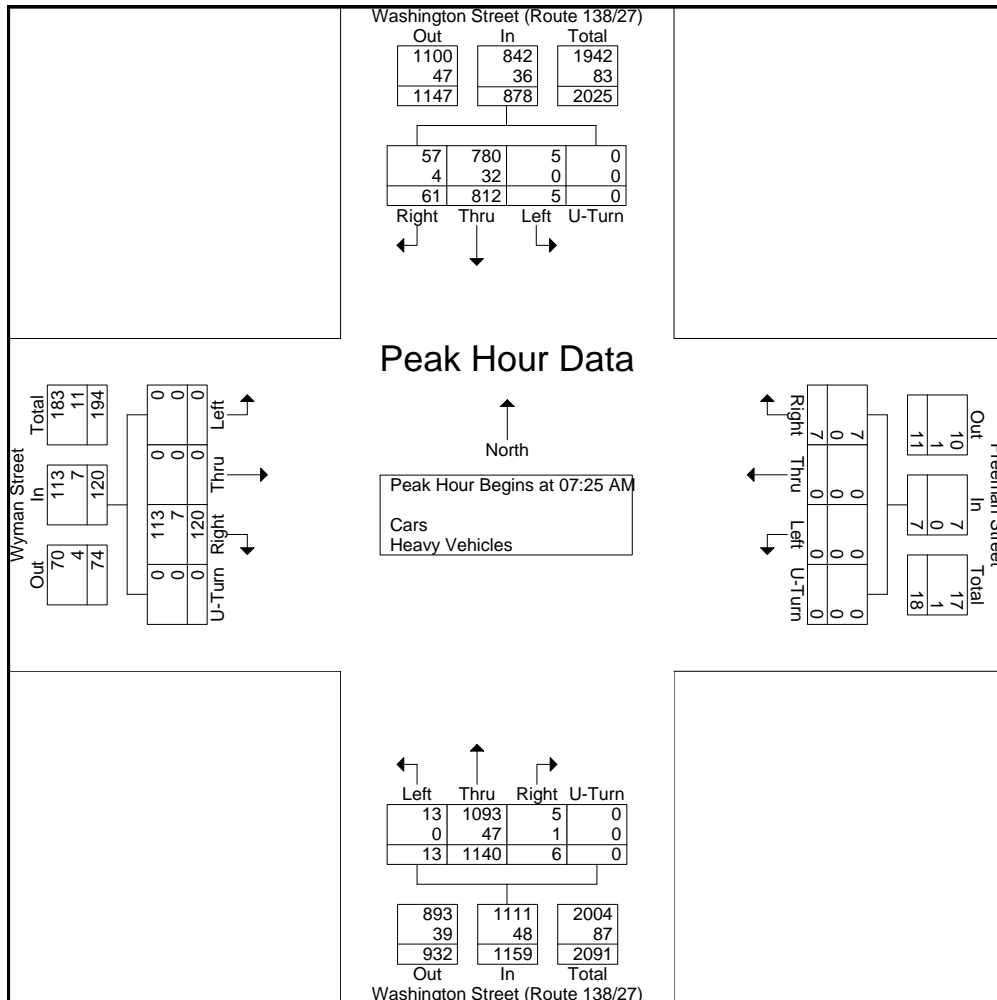 Washington Street (Route 138/27)
Out In Total
1100 842 1942
47 36 83
1147 878 2025
57 780 5 0
4 32 0 0
61 812 5 0
Right Thru Left U-Turn
Peak Hour Data
North
Peak Hour Begins at 07:25 AM
Cars
Heavy Vehicles
Wyman Street
Out In Total
70 113 183
4 7 11
74 120 194
0 113 0 0
0 7 0 0
0 120 0 0
U-Turn Right Thru Left
Freeman Street
Out In Total
10 7 17
1 0 1
11 7 18
7 0 0 0
0 0 0 0
7 0 0 0
Right Thru Left U-Turn
Left Thru Right U-Turn
13 1093 5 0
0 47 1 0
13 1140 6 0
893 1111 2004
39 48 87
932 1159 2091
Out In Total
Washington Street (Route 138/27)